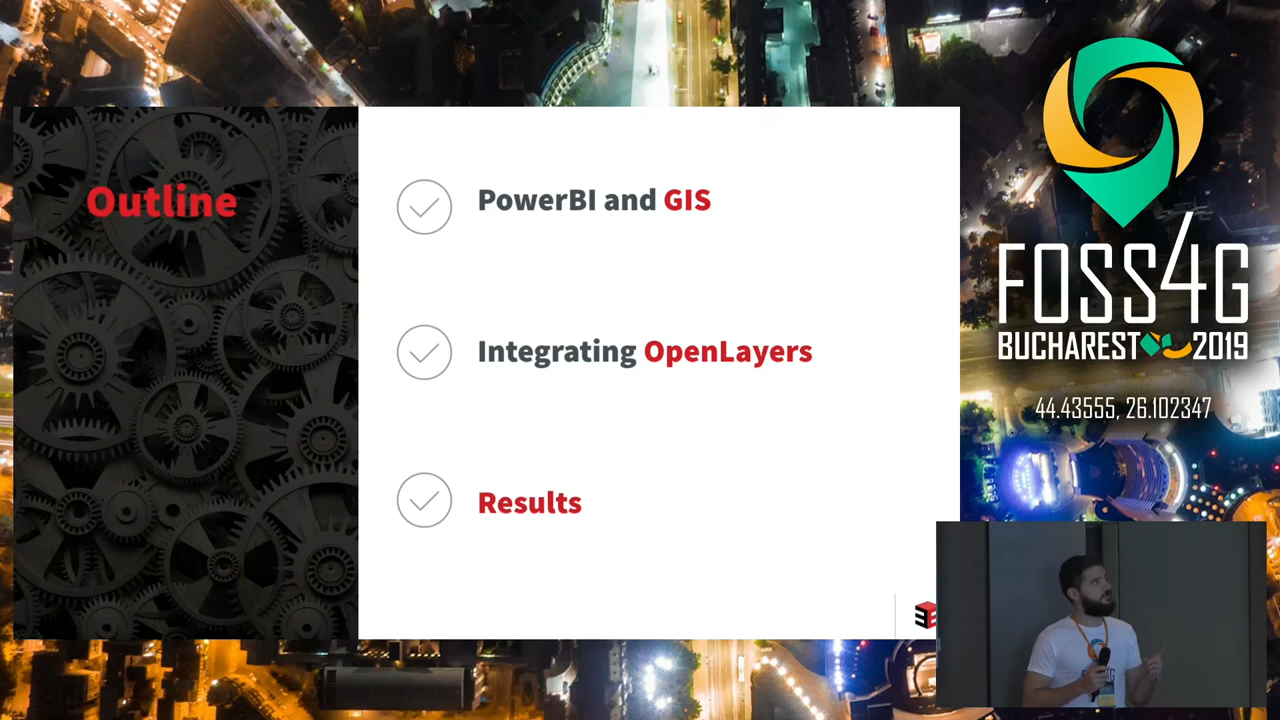 Outline
PowerBI and GIS
Integrating OpenLayers
Results
FOSS4G
BUCHAREST 2019
44.43555, 26.102347